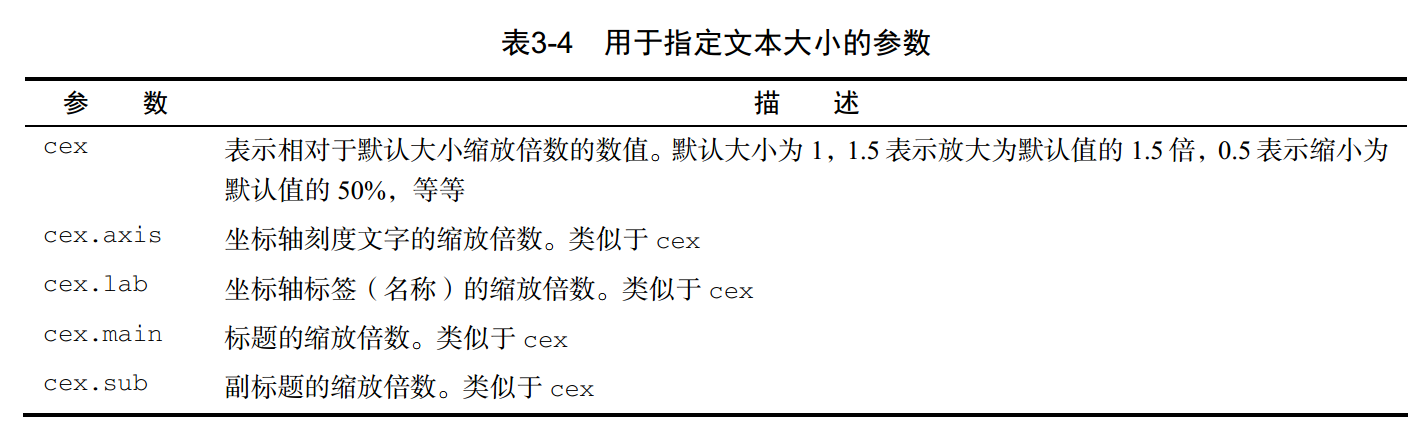 表3-4 用于指定文本大小的参数
参 数 描 述
cex 表示相对于默认大小缩放倍数的数值。默认大小为 1，1.5 表示放大为默认值的 1.5 倍，0.5 表示缩小为
默认值的 50%，等等
cex.axis 坐标轴刻度文字的缩放倍数。类似于 cex
cex.lab 坐标轴标签（名称）的缩放倍数。类似于 cex
cex.main 标题的缩放倍数。类似于 cex
cex.sub 副标题的缩放倍数。类似于 cex